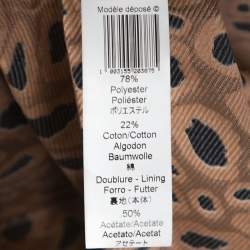 Modèle déposé ©
78%
Polyester
Poliéster
ポリエステル
22%
Coton/Cotton
Algodon
Baumwolle
綿
Doublure - Lining
Forro - Futter
裏地(本体)
50%
Acétate/Acetate
Acetato/Acetat
アセテート